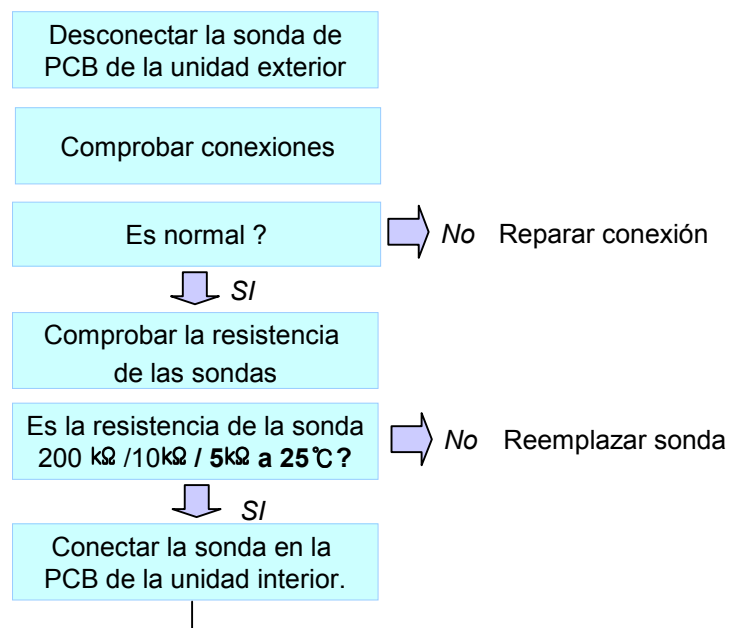 Desconectar la sonda de
PCB de la unidad exterior
Comprobar conexiones
Es normal ?
No Reparar conexión
SI
Comprobar la resistencia
de las sondas
Es la resistencia de la sonda
200 kΩ /10kΩ / 5kΩ a 25℃?
No Reemplazar sonda
SI
Conectar la sonda en la
PCB de la unidad interior.